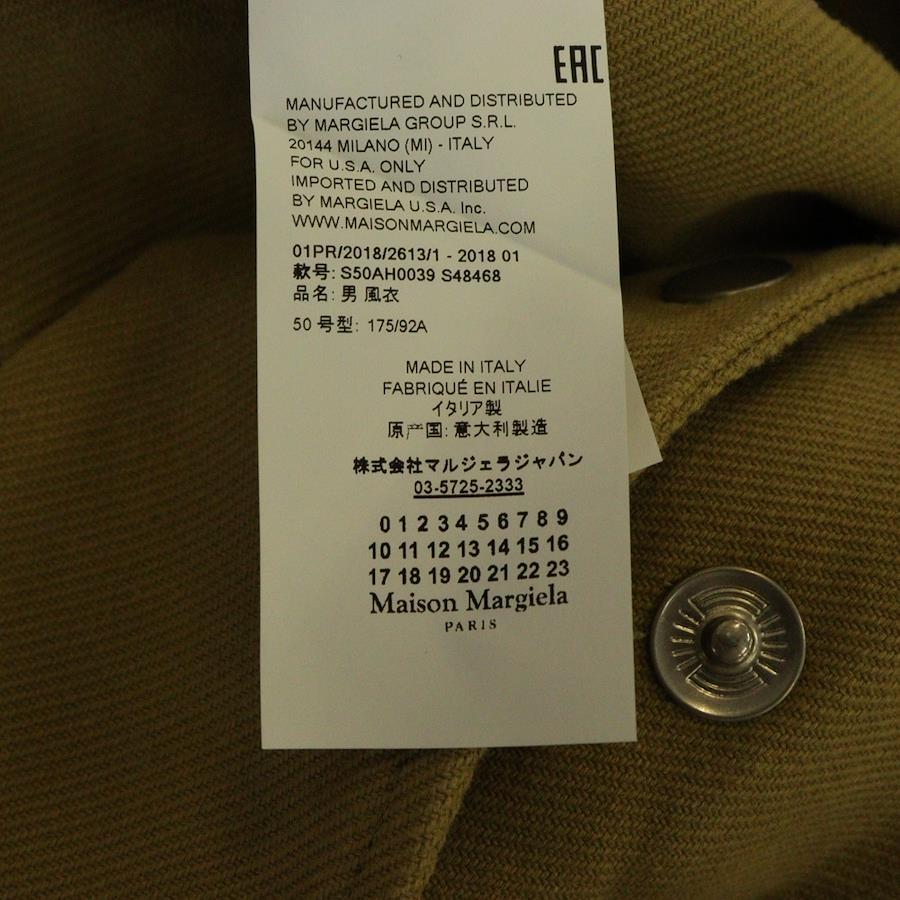 EAC
MANUFACTURED AND DISTRIBUTED
BY MARGIELA GROUP S.R.L.
20144 MILANO (MI) - ITALY
FOR U.S.A. ONLY
IMPORTED AND DISTRIBUTED
BY MARGIELA U.S.A. Inc.
WWW.MAISONMARGIELA.COM
01PR/2018/2613/1 - 2018 01
款号: S50AH0039 S48468
品名: 男 風衣
50 号型: 175/92A
MADE IN ITALY
FABRIQUÉ EN ITALIE
イタリア製
原产国: 意大利製造
株式会社マルジェラジャパン
03-5725-2333
0 1 2 3 4 5 6 7 8 9
10 11 12 13 14 15 16
17 18 19 20 21 22 23
Maison Margiela
PARIS